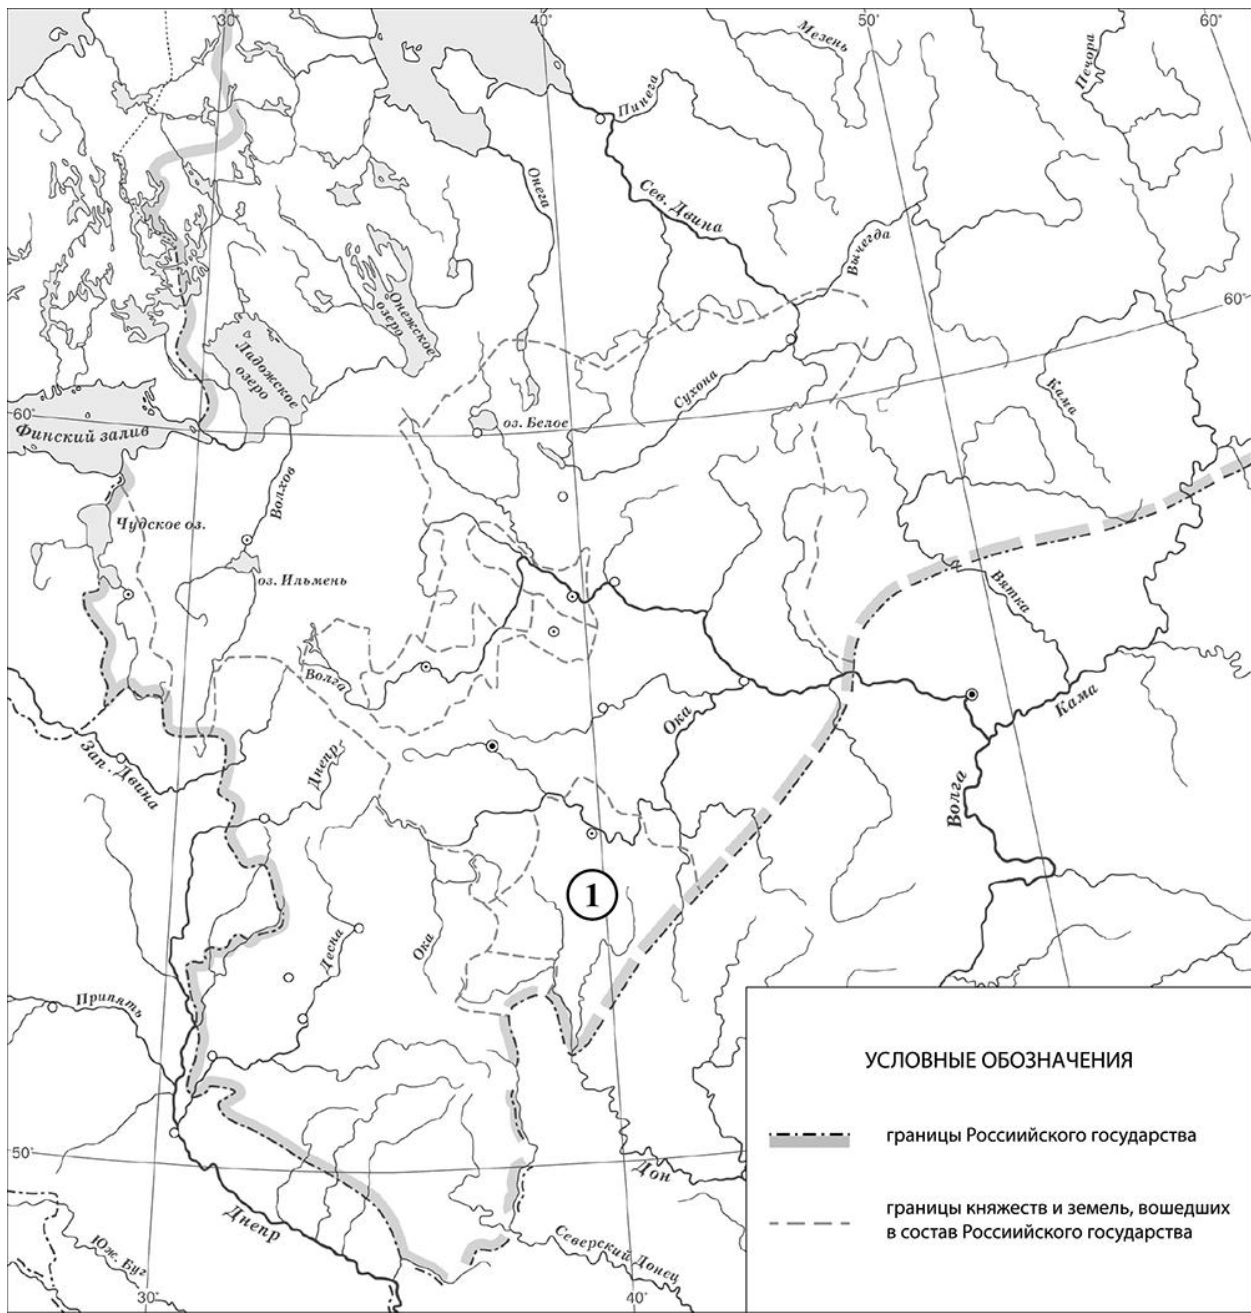 30°
40°
50°
60°
Мезень
Печора
Пинега
Онега
Сев. Двина
Вычегда
Онежское
озеро
60°
Ладожское
озеро
Сухона
Кама
60°
Финский залив
оз. Белое
Волхов
Чудское оз.
оз. Ильмень
Вятка
Волга
Ока
Кама
Зап. Двина
Днепр
Волга
1
Десна
Ока
Припять
УСЛОВНЫЕ ОБОЗНАЧЕНИЯ
границы Россиийского государства
50°
Дон
границы княжеств и земель, вошедших
в состав Россиийского государства
Днепр
Юж. Буг
Северский Донец
30°
40°